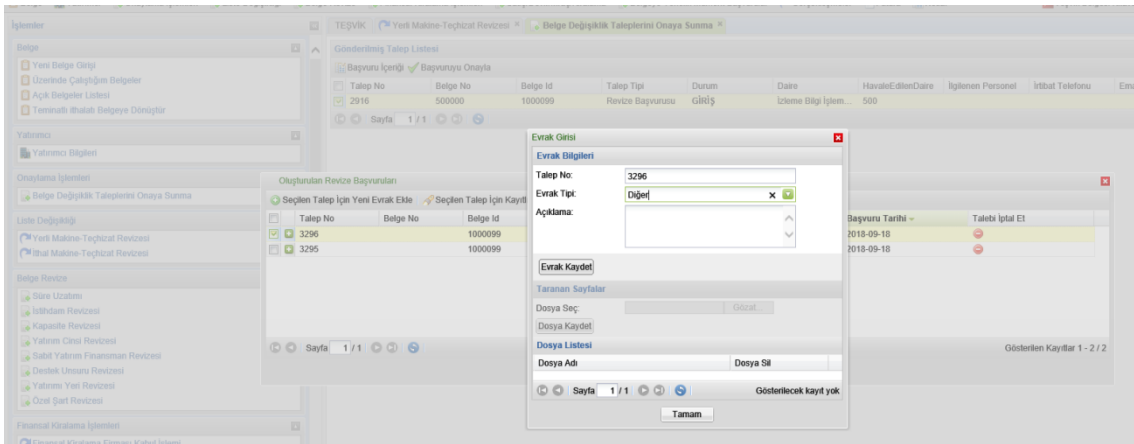 İşlemler
TEŞVİK
Yerli Makine-Teçhizat Revizesi
Belge Değişiklik Taleplerini Onaya Sunma
Belge
Yeni Belge Girişi
Üzerinde Çalıştığım Belgeler
Açık Belgeler Listesi
Teminatlı ithalatı Belgeye Dönüştür
Gönderilmiş Talep Listesi
Başvuru İçeriği
Başvuruyu Onayla
Talep No Belge No Belge Id Talep Tipi Durum Daire HavaleEdilenDaire İlgilenen Personel İrtibat Telefonu Ema
2916 500000 1000099 Revize Başvurusu GİRİŞ İzleme Bilgi İşlem... 500
Sayfa 1 / 1
Yatırımcı
Yatırımcı Bilgileri
Onaylama İşlemleri
Belge Değişiklik Taleplerini Onaya Sunma
Liste Değişikliği
Yerli Makine-Teçhizat Revizesi
İthal Makine-Teçhizat Revizesi
Belge Revize
Süre Uzatımı
İstihdam Revizesi
Kapasite Revizesi
Yatırım Cinsi Revizesi
Sabit Yatırım Finansman Revizesi
Destek Unsuru Revizesi
Yatırım Yeri Revizesi
Özel Şart Revizesi
Finansal Kiralama İşlemleri
Finansal Kiralama Firması Kabul İşlemi
Oluşturulan Revize Başvuruları
Seçilen Talep İçin Yeni Evrak Ekle
Seçilen Talep İçin Kayıtl
Talep No Belge No Belge Id Başvuru Tarihi Talebi İptal Et
3296 1000099 2018-09-18
3295 1000099 2018-09-18
Sayfa 1 / 1
Gösterilen Kayıtlar 1 - 2 / 2
Evrak Girisi
Evrak Bilgileri
Talep No: 3296
Evrak Tipi: Diğer
Açıklama:
Evrak Kaydet
Taranan Sayfalar
Dosya Seç: Gözat...
Dosya Kaydet
Dosya Listesi
Dosya Adı Dosya Sil
Sayfa 1 / 1
Gösterilecek kayıt yok
Tamam